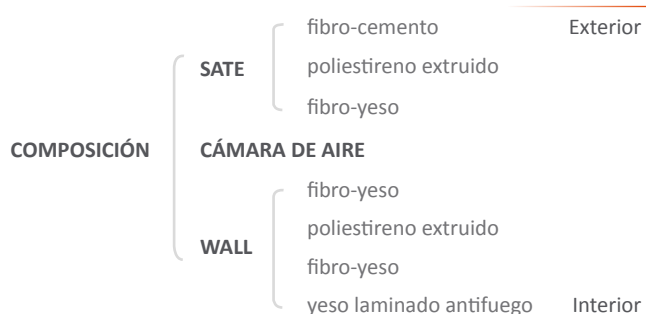 fibro-cemento Exterior
SATE poliestireno extruido
fibro-yeso
COMPOSICIÓN CÁMARA DE AIRE
fibro-yeso
poliestireno extruido
WALL
fibro-yeso
yeso laminado antifuego Interior